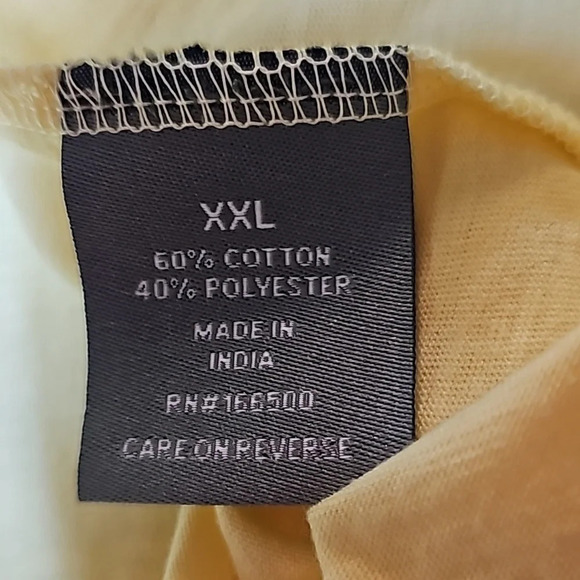 XXL
60% COTTON
40% POLYESTER
MADE IN
INDIA
RN#166500
CARE ON REVERSE